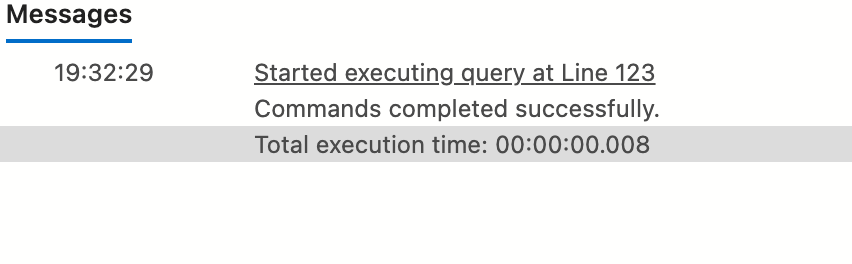 Messages
19:32:29 Started executing query at Line 123
Commands completed successfully.
Total execution time: 00:00:00.008